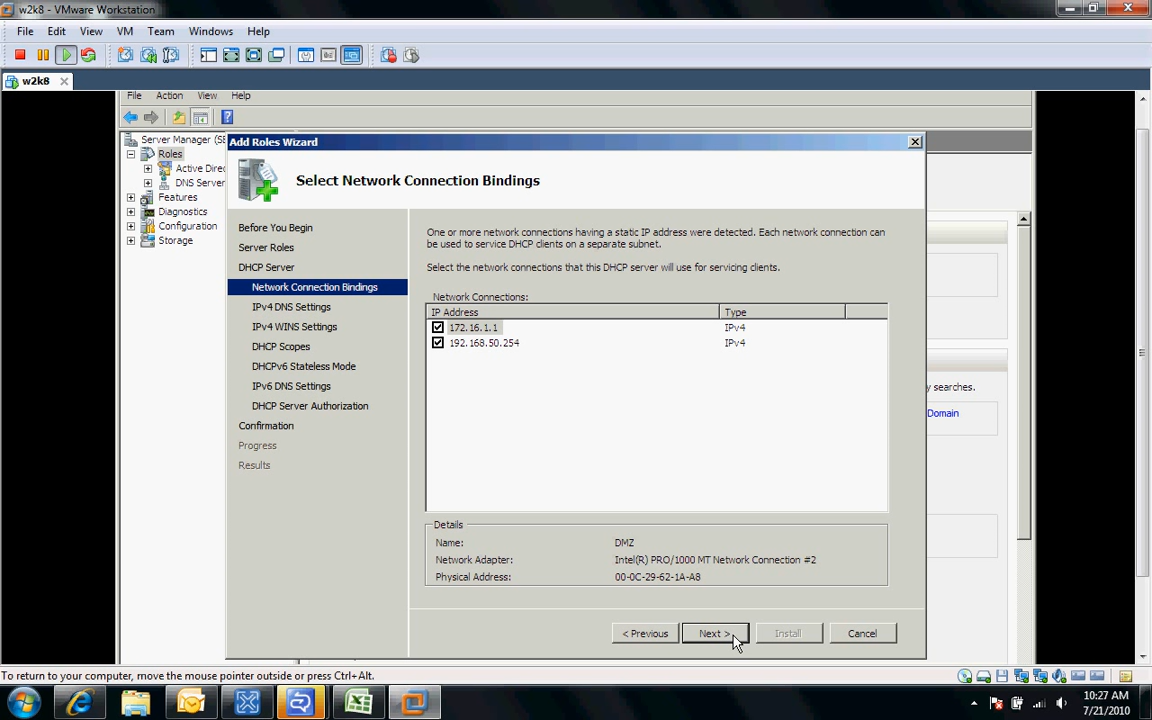 w2k8 - VMware Workstation
File Edit View VM Team Windows Help
w2k8
File Action View Help
Server Manager (SE
Roles
Active Direc
DNS Server
Features
Diagnostics
Configuration
Storage
Add Roles Wizard
Select Network Connection Bindings
Before You Begin
Server Roles
DHCP Server
Network Connection Bindings
IPv4 DNS Settings
IPv4 WINS Settings
DHCP Scopes
DHCPv6 Stateless Mode
IPv6 DNS Settings
DHCP Server Authorization
Confirmation
Progress
Results
One or more network connections having a static IP address were detected. Each network connection can
be used to service DHCP clients on a separate subnet.
Select the network connections that this DHCP server will use for servicing clients.
Network Connections:
IP Address Type
172.16.1.1 IPv4
192.168.50.254 IPv4
Details
Name: DMZ
Network Adapter: Intel(R) PRO/1000 MT Network Connection #2
Physical Address: 00-0C-29-62-1A-A8
< Previous Next > Install Cancel
y searches.
Domain
To return to your computer, move the mouse pointer outside or press Ctrl+Alt.
10:27 AM
7/21/2010